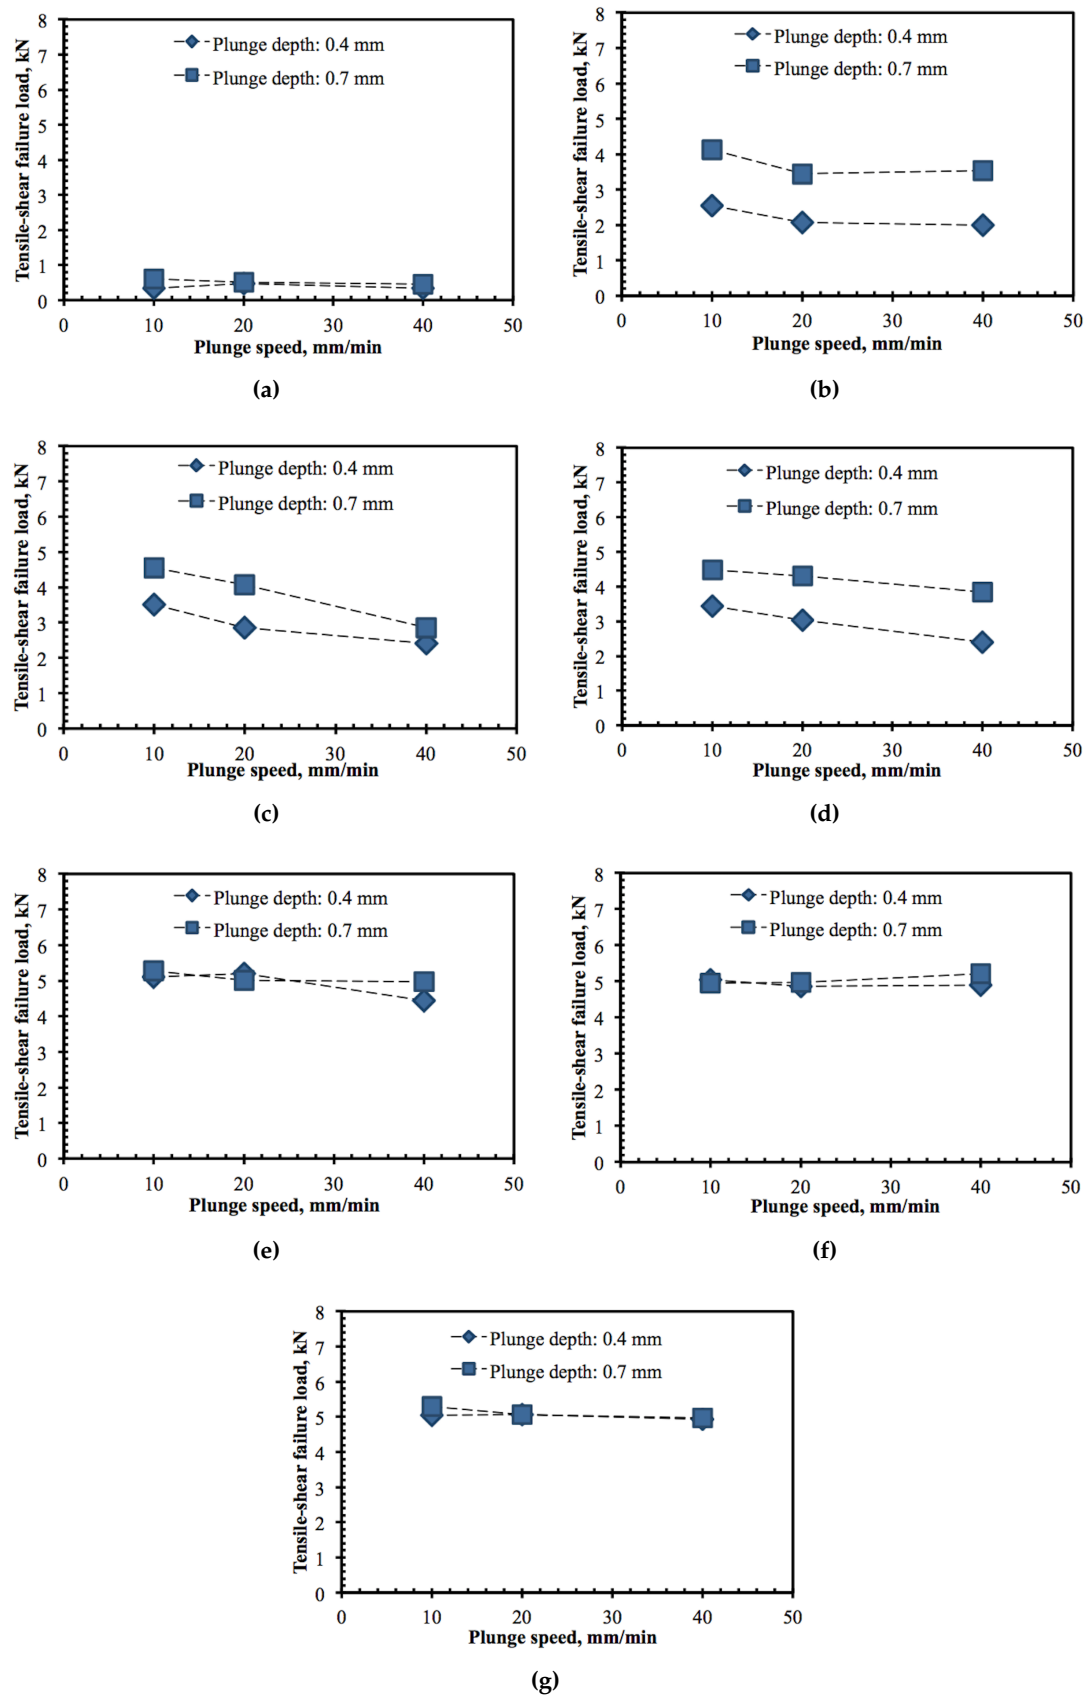 Tensile-shear failure load, kN
8
7
6
5
4
3
2
1
0
Plunge depth: 0.4 mm
Plunge depth: 0.7 mm
0 10 20 30 40 50
Plunge speed, mm/min
(a)
Tensile-shear failure load, kN
8
7
6
5
4
3
2
1
0
Plunge depth: 0.4 mm
Plunge depth: 0.7 mm
0 10 20 30 40 50
Plunge speed, mm/min
(b)
Tensile-shear failure load, kN
8
7
6
5
4
3
2
1
0
Plunge depth: 0.4 mm
Plunge depth: 0.7 mm
0 10 20 30 40 50
Plunge speed, mm/min
(c)
Tensile-shear failure load, kN
8
7
6
5
4
3
2
1
0
Plunge depth: 0.4 mm
Plunge depth: 0.7 mm
0 10 20 30 40 50
Plunge speed, mm/min
(d)
Tensile-shear failure load, kN
8
7
6
5
4
3
2
1
0
Plunge depth: 0.4 mm
Plunge depth: 0.7 mm
0 10 20 30 40 50
Plunge speed, mm/min
(e)
Tensile-shear failure load, kN
8
7
6
5
4
3
2
1
0
Plunge depth: 0.4 mm
Plunge depth: 0.7 mm
0 10 20 30 40 50
Plunge speed, mm/min
(f)
Tensile-shear failure load, kN
8
7
6
5
4
3
2
1
0
Plunge depth: 0.4 mm
Plunge depth: 0.7 mm
0 10 20 30 40 50
Plunge speed, mm/min
(g)